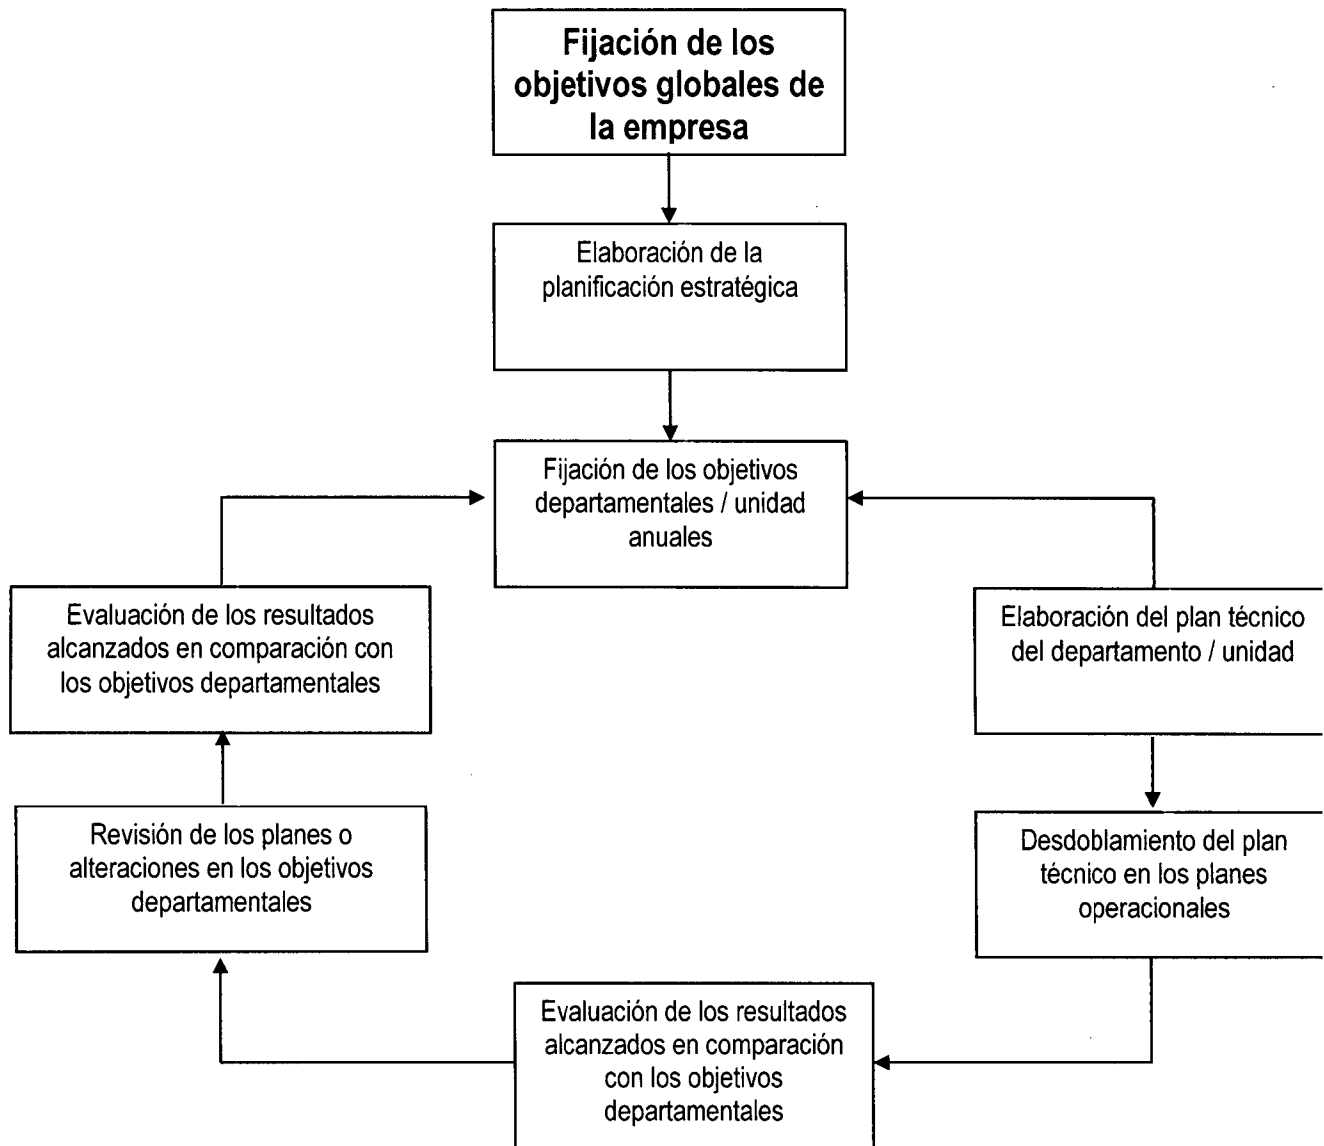 Fijación de los
objetivos globales de
la empresa
Elaboración de la
planificación estratégica
Fijación de los objetivos
departamentales / unidad
anuales
Evaluación de los resultados
alcanzados en comparación con
los objetivos departamentales
Elaboración del plan técnico
del departamento / unidad
Revisión de los planes o
alteraciones en los objetivos
departamentales
Desdoblamiento del plan
técnico en los planes
operacionales
Evaluación de los resultados
alcanzados en comparación
con los objetivos
departamentales